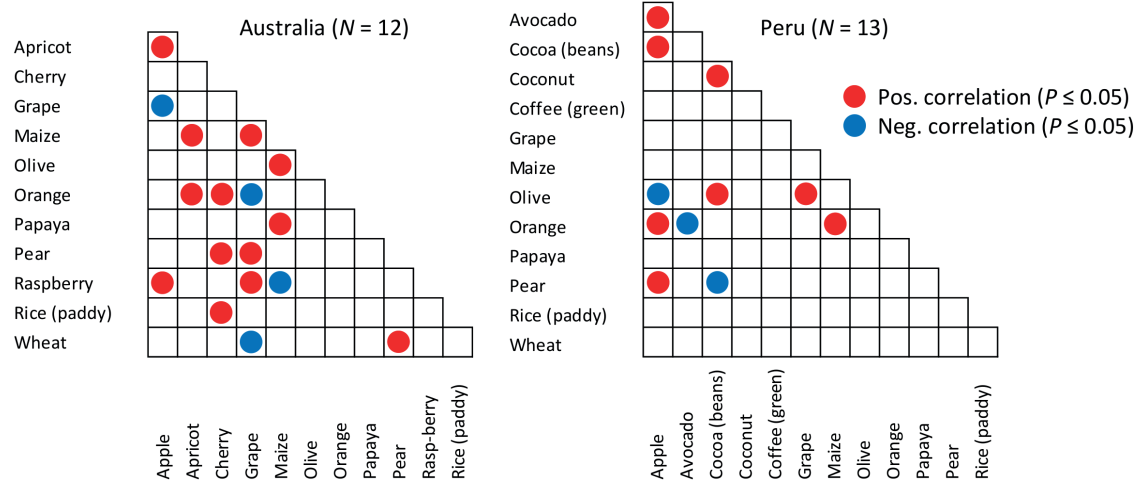 Australia (N = 12)
Apricot
Cherry
Grape
Maize
Olive
Orange
Papaya
Pear
Raspberry
Rice (paddy)
Wheat
Apple
Apricot
Cherry
Grape
Maize
Olive
Orange
Papaya
Pear
Rasp-berry
Rice (paddy)
Peru (N = 13)
Avocado
Cocoa (beans)
Coconut
Coffee (green)
Grape
Maize
Olive
Orange
Papaya
Pear
Rice (paddy)
Wheat
Apple
Avocado
Cocoa (beans)
Coconut
Coffee (green)
Grape
Maize
Olive
Orange
Papaya
Pear
Rice (paddy)
Pos. correlation (P ≤ 0.05)
Neg. correlation (P ≤ 0.05)